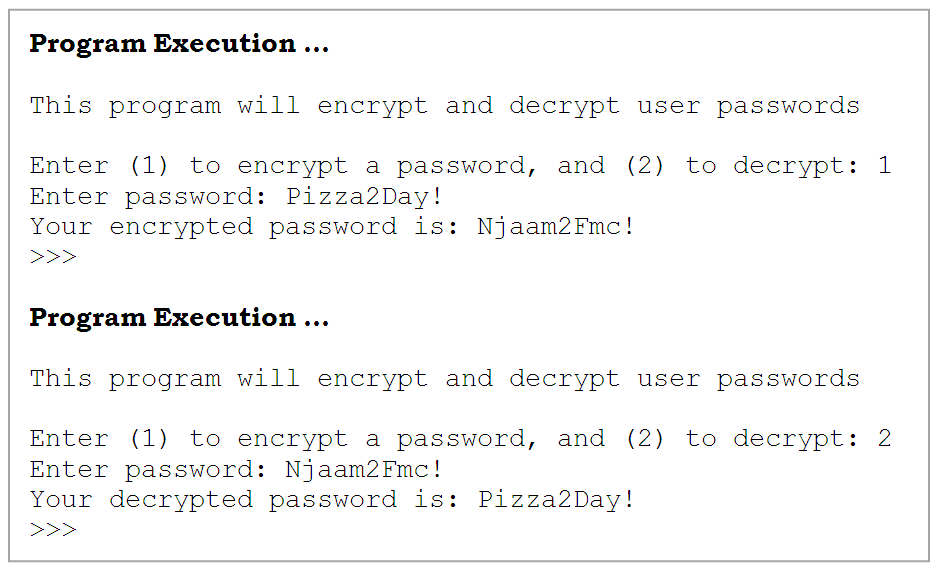 Program Execution ...
This program will encrypt and decrypt user passwords
Enter (1) to encrypt a password, and (2) to decrypt: 1
Enter password: Pizza2Day!
Your encrypted password is: Njaam2Fmc!
>>>
Program Execution ...
This program will encrypt and decrypt user passwords
Enter (1) to encrypt a password, and (2) to decrypt: 2
Enter password: Njaam2Fmc!
Your decrypted password is: Pizza2Day!
>>>